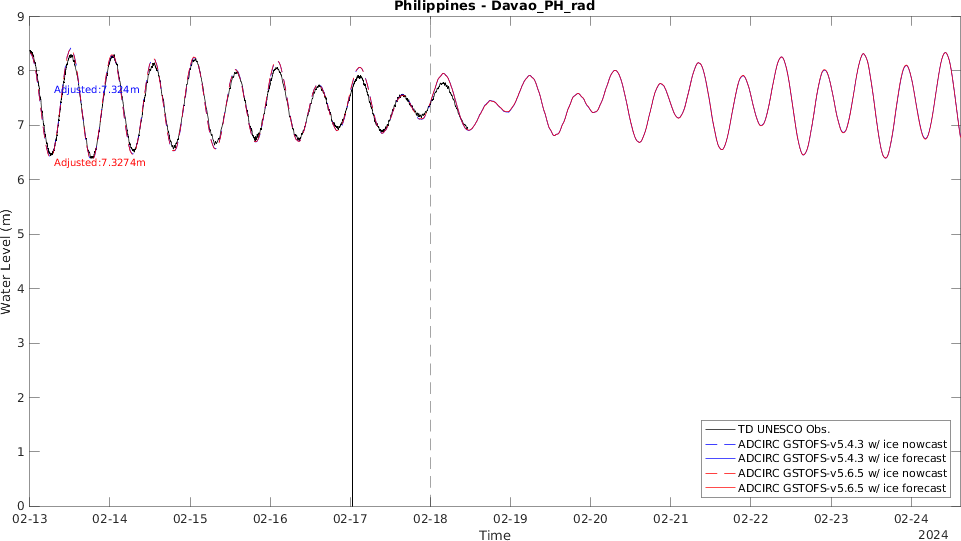 Philippines - Davao_PH_rad
9
8
7
6
5
4
3
2
1
0
Water Level (m)
Adjusted:7.324m
Adjusted:7.3274m
TD UNESCO Obs.
ADCIRC GSTOFS-v5.4.3 w/ ice nowcast
ADCIRC GSTOFS-v5.4.3 w/ ice forecast
ADCIRC GSTOFS-v5.6.5 w/ ice nowcast
ADCIRC GSTOFS-v5.6.5 w/ ice forecast
02-13 02-14 02-15 02-16 02-17 02-18 02-19 02-20 02-21 02-22 02-23 02-24
Time
2024